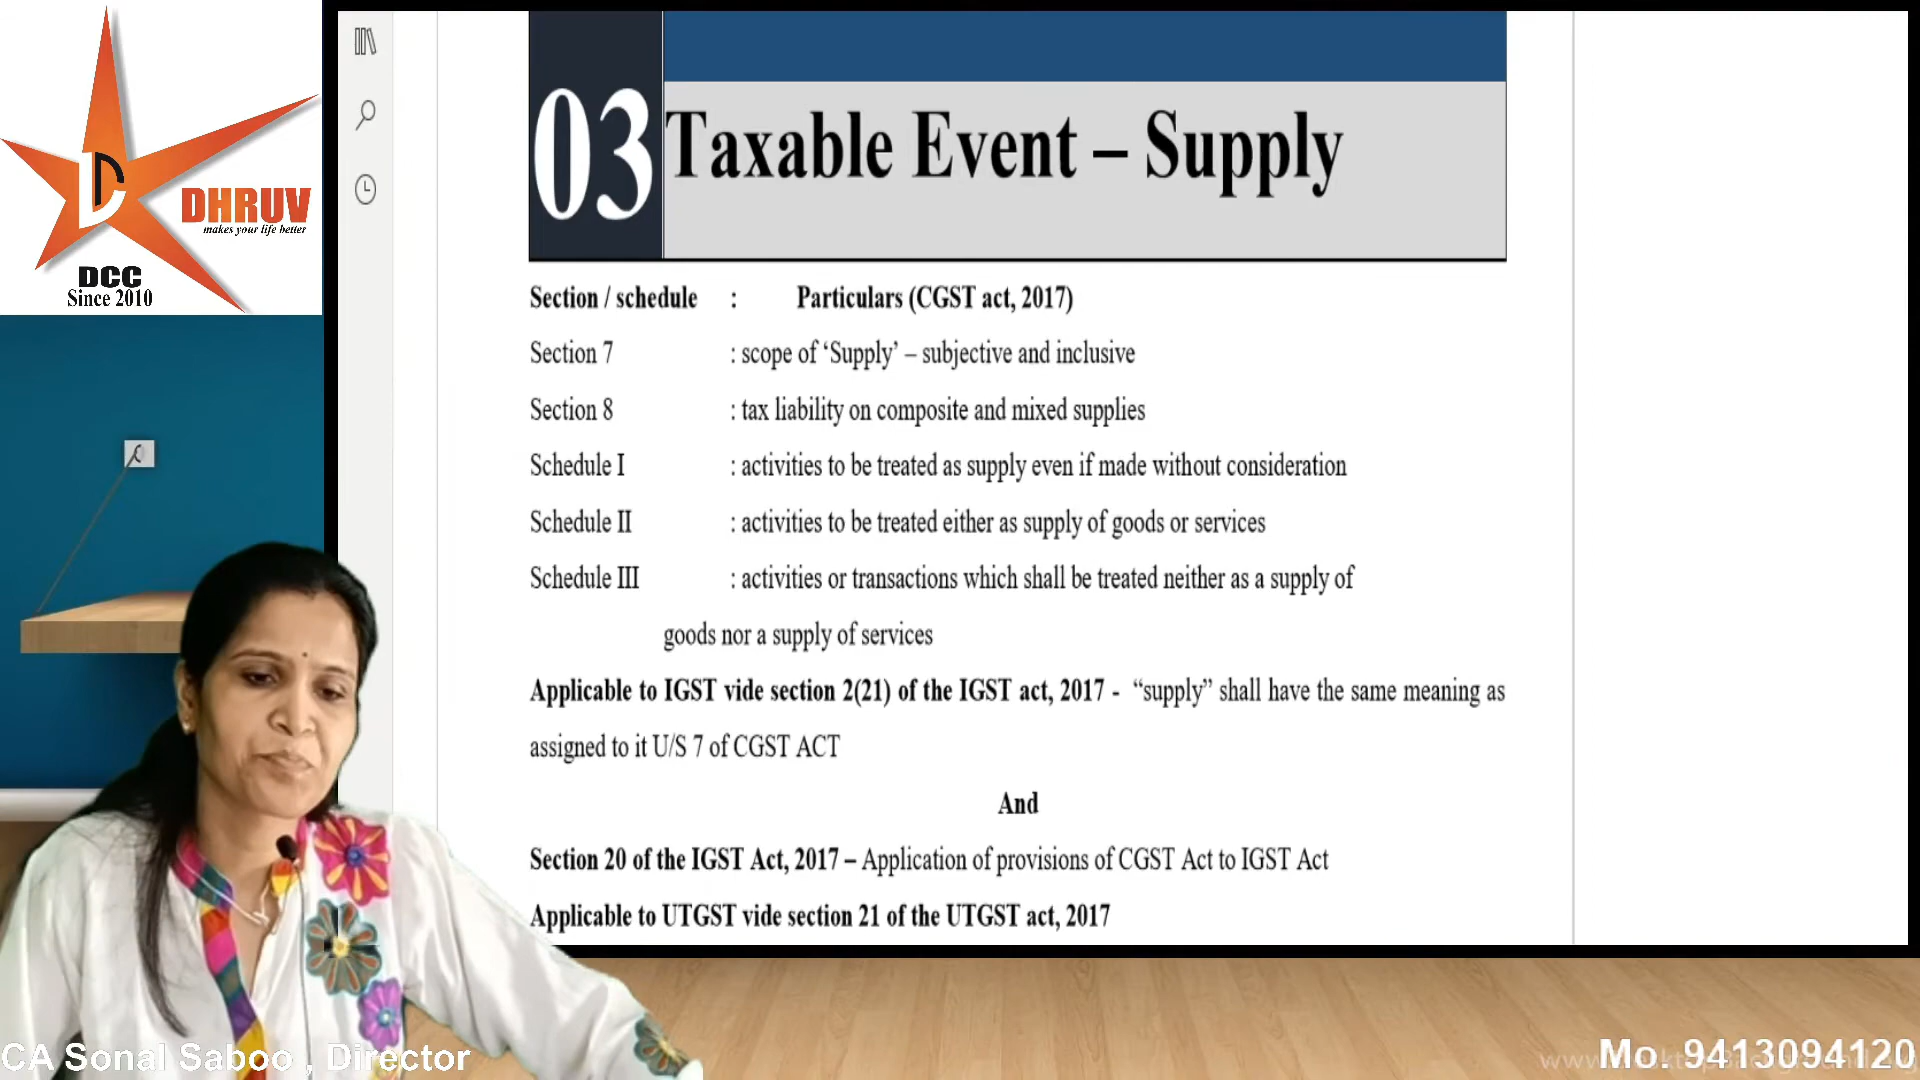 DC
DHRUV
makes your life better
DCC
Since 2010
03 Taxable Event – Supply
Section / schedule : Particulars (CGST act, 2017)
Section 7 : scope of ‘Supply’ – subjective and inclusive
Section 8 : tax liability on composite and mixed supplies
Schedule I : activities to be treated as supply even if made without consideration
Schedule II : activities to be treated either as supply of goods or services
Schedule III : activities or transactions which shall be treated neither as a supply of
goods nor a supply of services
Applicable to IGST vide section 2(21) of the IGST act, 2017 - “supply” shall have the same meaning as
assigned to it U/S 7 of CGST ACT
And
Section 20 of the IGST Act, 2017 – Application of provisions of CGST Act to IGST Act
Applicable to UTGST vide section 21 of the UTGST act, 2017
CA Sonal Saboo , Director
Mo. 9413094120